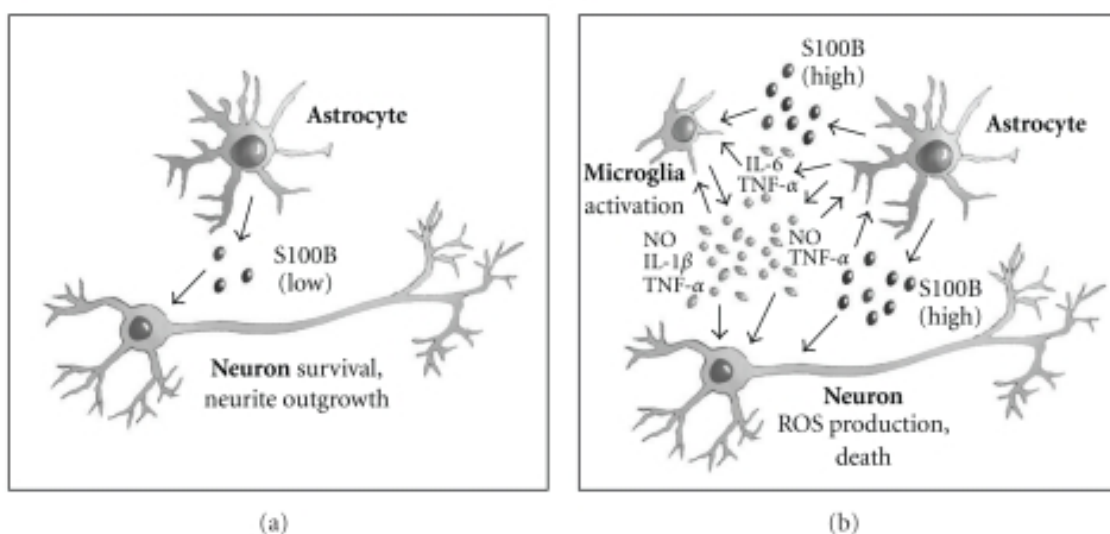 Astrocyte
S100B
(low)
Neuron survival,
neurite outgrowth
(a)
S100B
(high)
Astrocyte
Microglia
activation
IL-6
TNF-α
NO
IL-1β
TNF-α
NO
TNF-α
S100B
(high)
Neuron
ROS production,
death
(b)